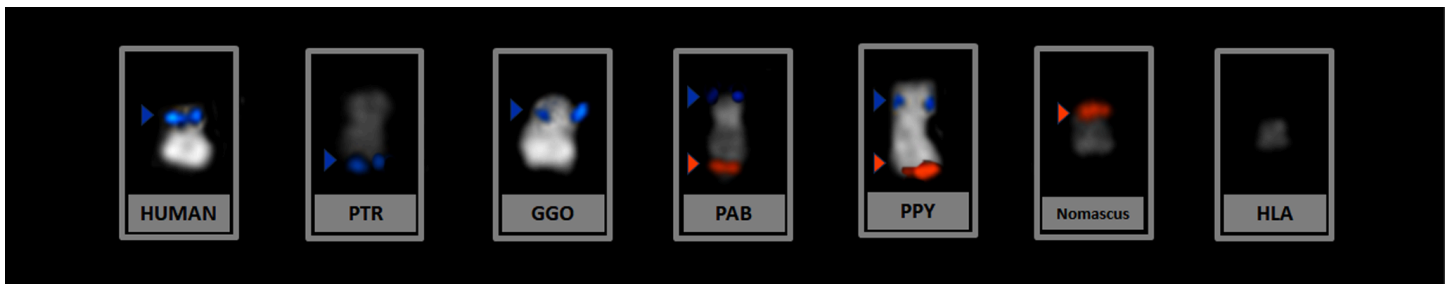 HUMAN
PTR
GGO
PAB
PPY
Nomascus
HLA